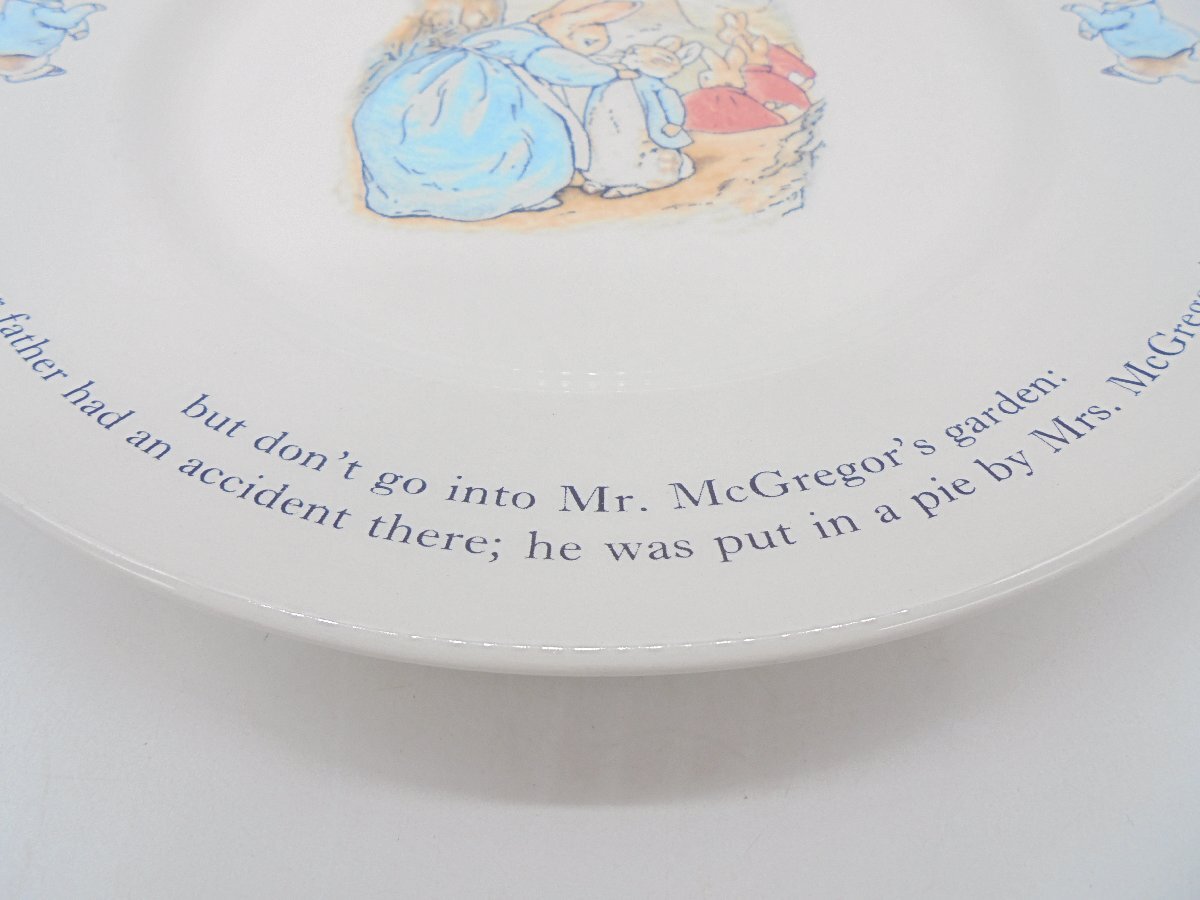 but don't go into Mr. McGregor's garden:
father had an accident there; he was put in a pie by Mrs.